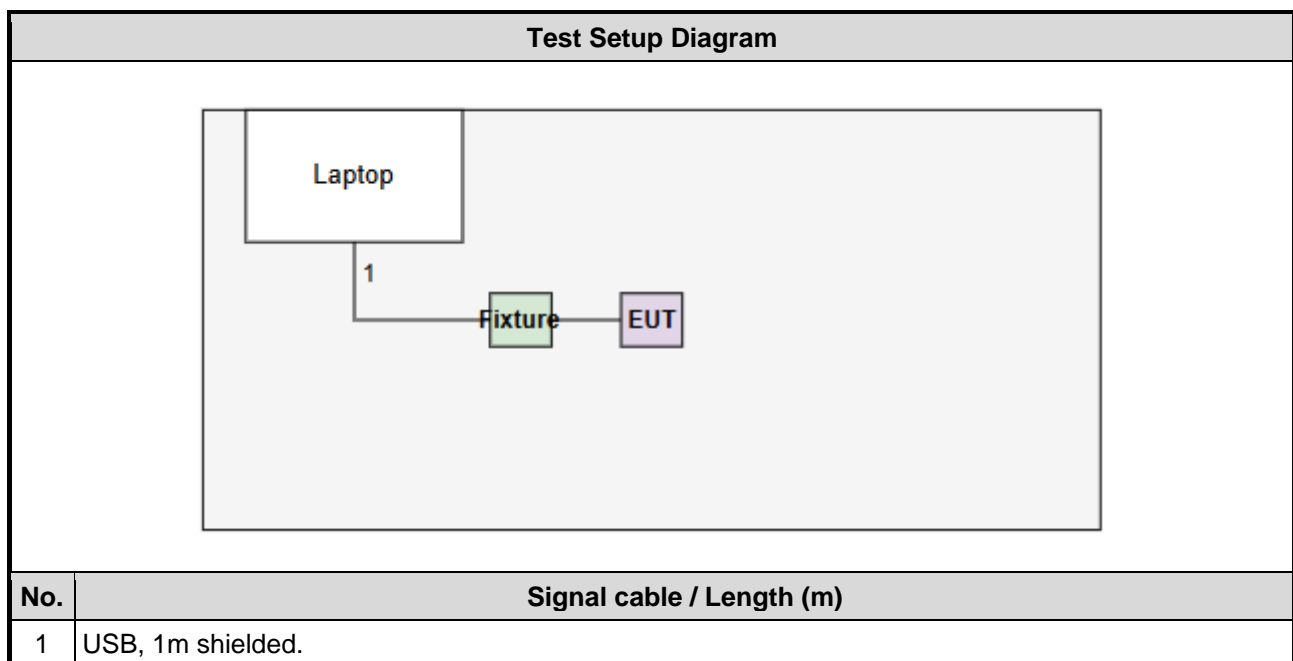 Test Setup Diagram
Laptop
1
Fixture EUT
No. Signal cable / Length (m)
1 USB, 1m shielded.